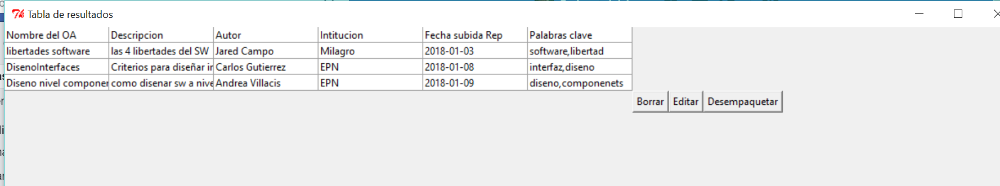 Tabla de resultados
Nombre del OA Descripcion Autor Intitucion Fecha subida Rep Palabras clave
libertades software las 4 libertades del SW Jared Campo Milagro 2018-01-03 software,libertad
DisenoInterfaces Criterios para diseñar in Carlos Gutierrez EPN 2018-01-08 interfaz,diseno
Diseno nivel componen como disenar sw a nive Andrea Villacis EPN 2018-01-09 diseno,componenets
Borrar Editar Desempaquetar